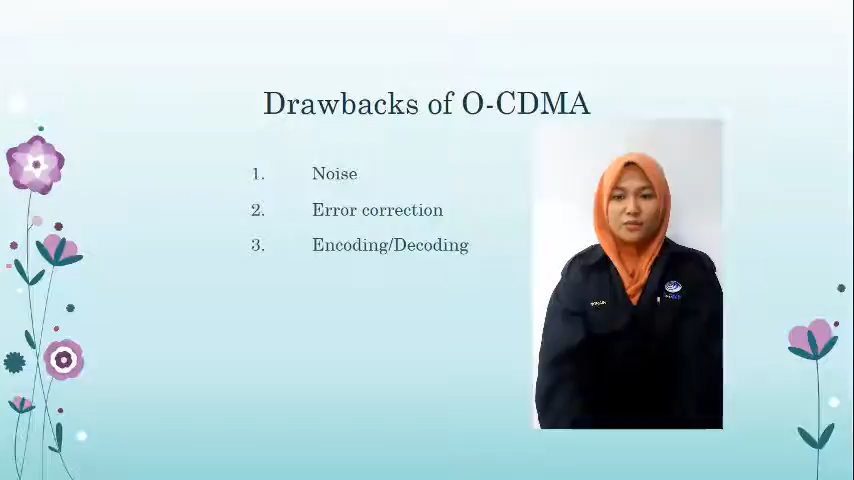 Drawbacks of O-CDMA
1. Noise
2. Error correction
3. Encoding/Decoding